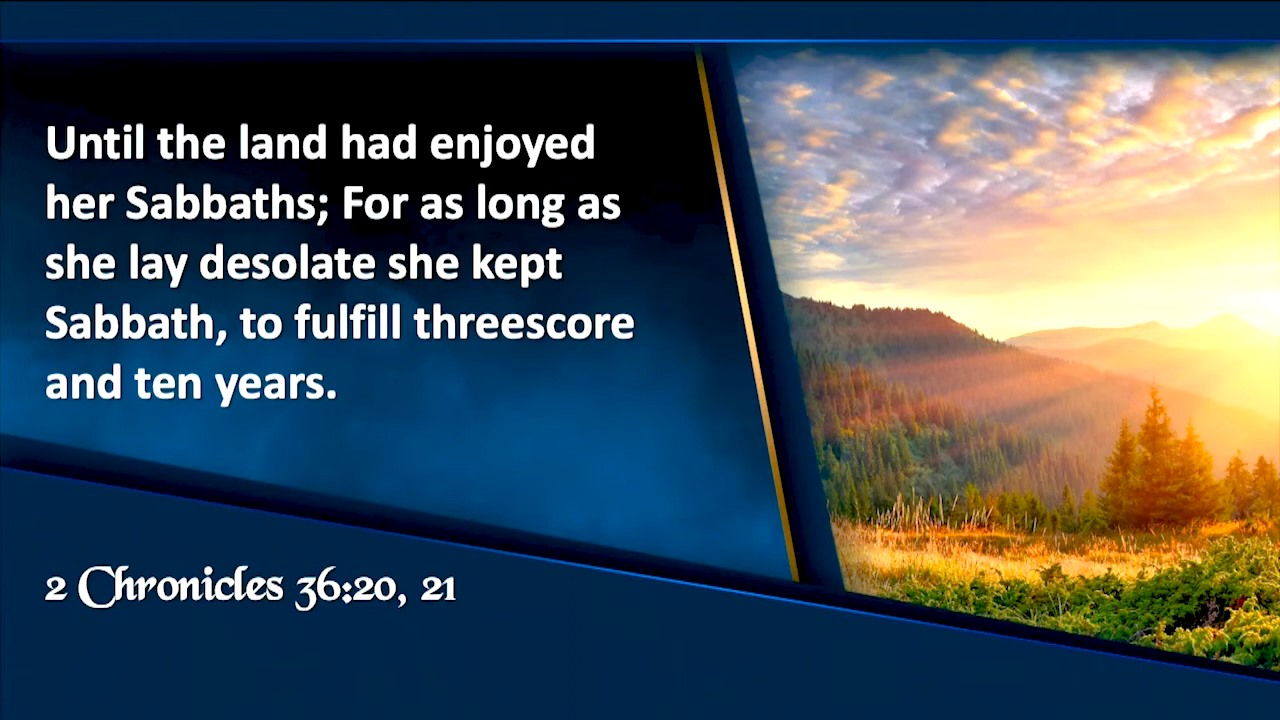 Until the land had enjoyed
her Sabbaths; For as long as
she lay desolate she kept
Sabbath, to fulfill threescore
and ten years.
2 Chronicles 36:20, 21